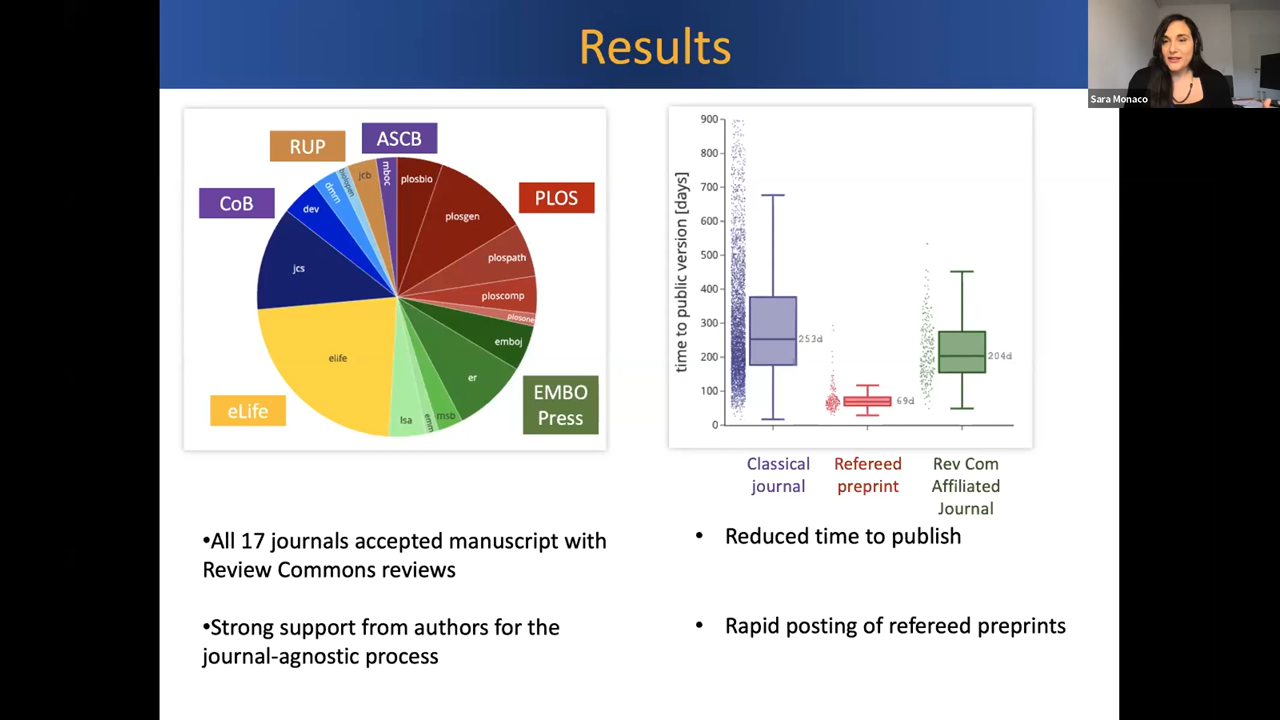 Results
Sara Monaco
RUP
ASCB
CoB
PLOS
eLife
EMBO
Press
mboc
plosbio
plosgen
plospath
ploscomp
plosone
emboj
er
msb
emm
lsa
elife
jcs
dev
dmm
biolopen
jcb
time to public version [days]
900
800
700
600
500
400
300
200
100
0
253d
69d
204d
Classical
journal
Refereed
preprint
Rev Com
Affiliated
Journal
•All 17 journals accepted manuscript with
Review Commons reviews
•Strong support from authors for the
journal-agnostic process
• Reduced time to publish
• Rapid posting of refereed preprints